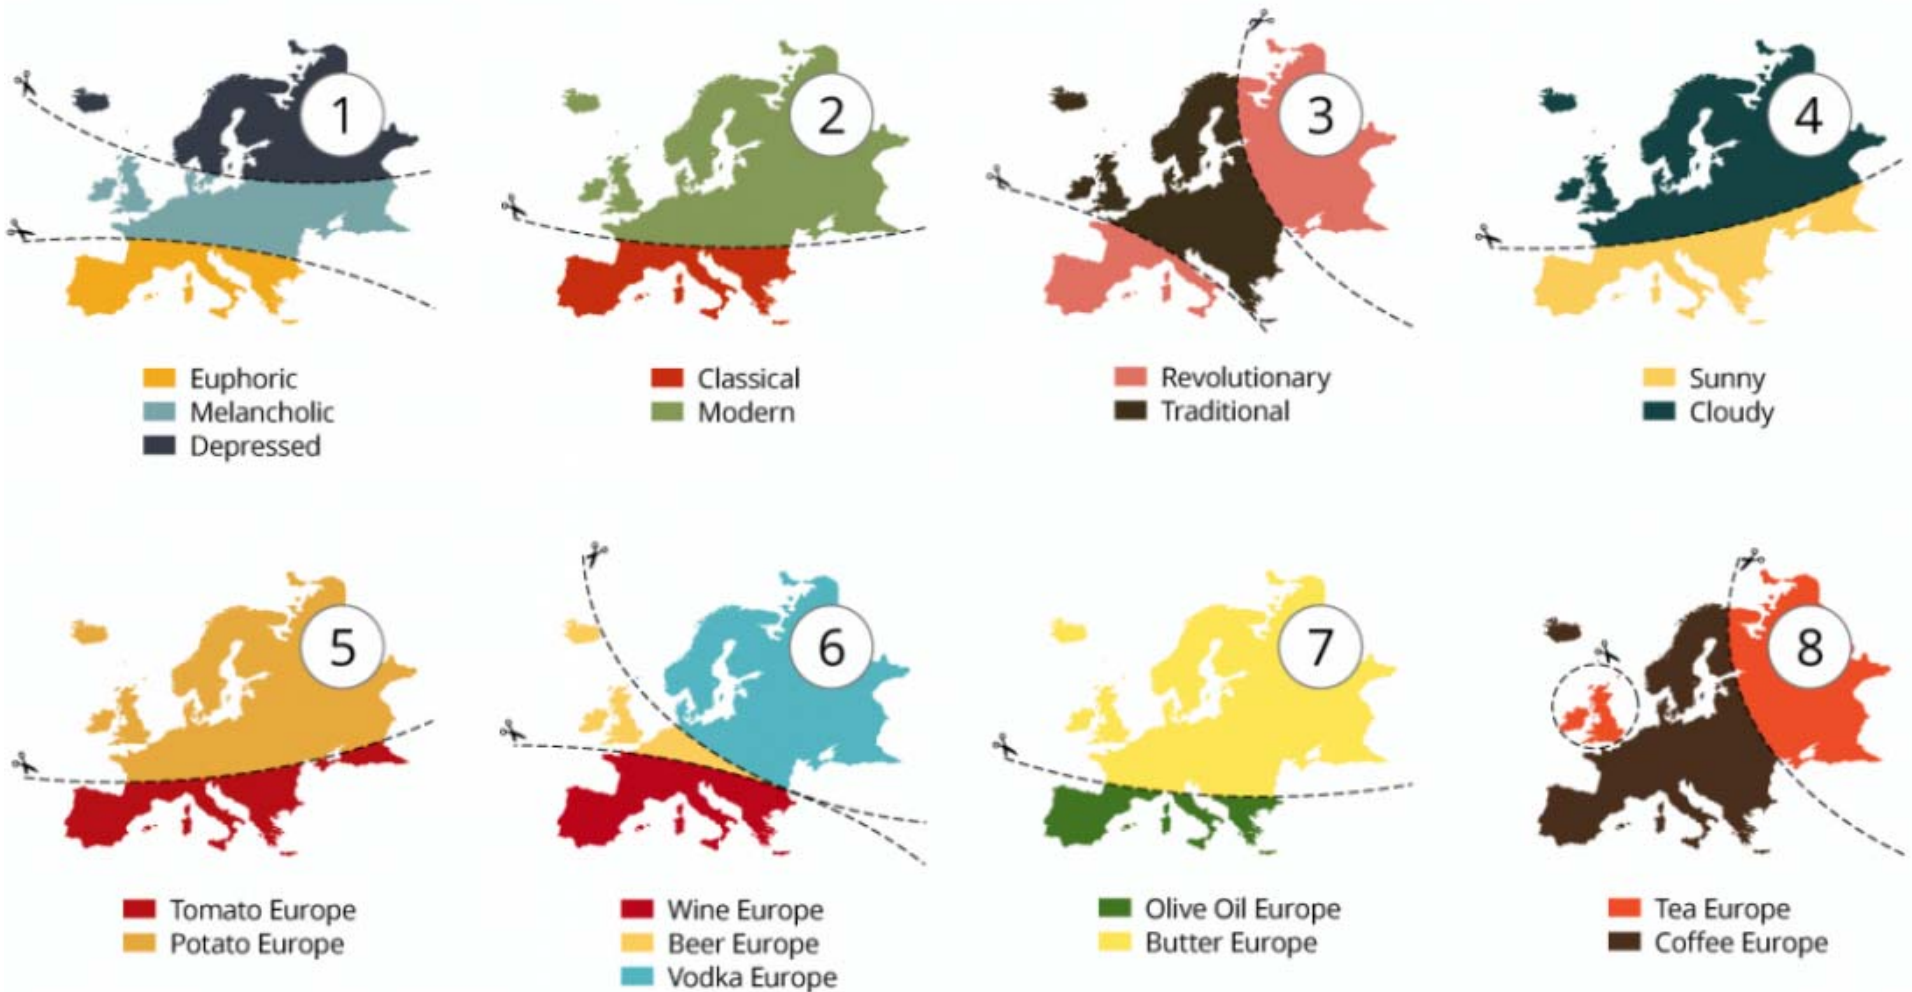 1
2
3
4
Euphoric
Melancholic
Depressed
Classical
Modern
Revolutionary
Traditional
Sunny
Cloudy
5
6
7
8
Tomato Europe
Potato Europe
Wine Europe
Beer Europe
Vodka Europe
Olive Oil Europe
Butter Europe
Tea Europe
Coffee Europe